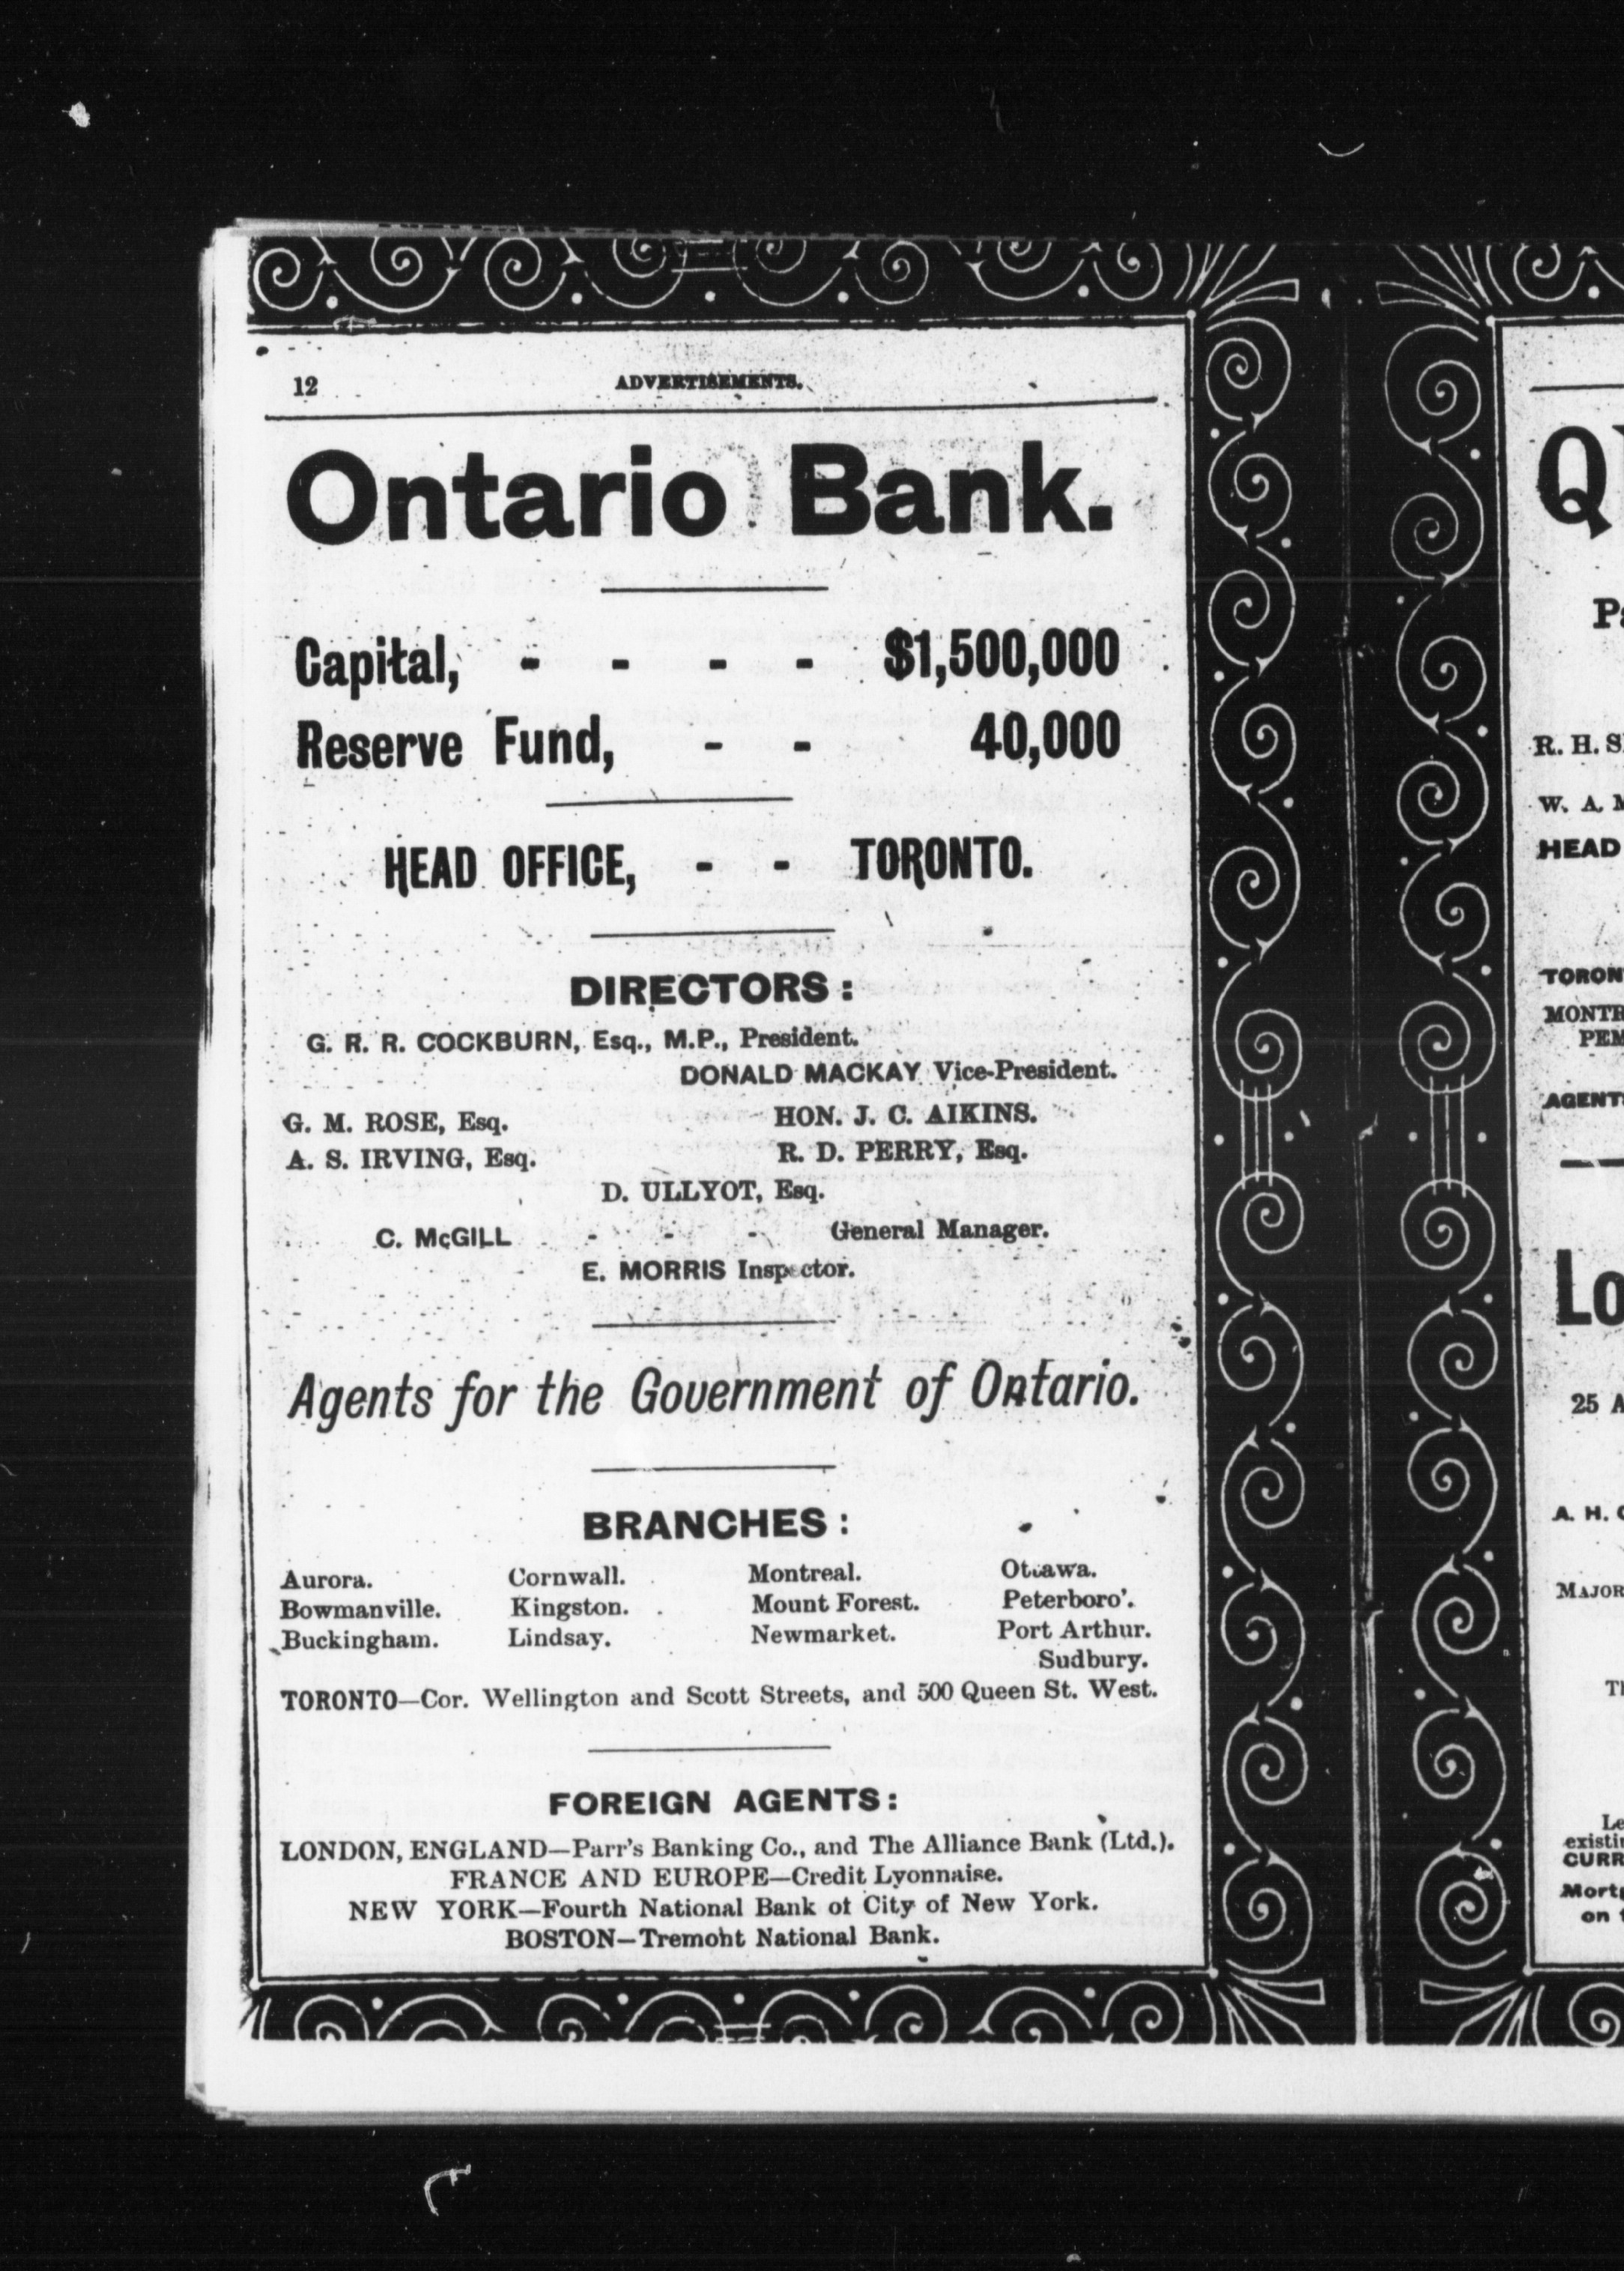 12 ADVERTISEMENTS.
Ontario Bank.
Capital, - - - - $1,500,000
Reserve Fund, - - 40,000
HEAD OFFICE, - - TORONTO.
DIRECTORS :
G. R. R. COCKBURN, Esq., M.P., President.
DONALD MACKAY Vice-President.
G. M. ROSE, Esq. HON. J. C. AIKINS.
A. S. IRVING, Esq. R. D. PERRY, Esq.
D. ULLYOT, Esq.
C. McGILL - - - General Manager.
E. MORRIS Inspector.
Agents for the Government of Ontario.
BRANCHES :
Aurora. Cornwall. Montreal. Ottawa.
Bowmanville. Kingston. Mount Forest. Peterboro'.
Buckingham. Lindsay. Newmarket. Port Arthur.
Sudbury.
TORONTO—Cor. Wellington and Scott Streets, and 500 Queen St. West.
FOREIGN AGENTS :
LONDON, ENGLAND—Parr's Banking Co., and The Alliance Bank (Ltd.).
FRANCE AND EUROPE—Credit Lyonnaise.
NEW YORK—Fourth National Bank ot City of New York.
BOSTON—Tremont National Bank.
R. H. S
W. A.
HEAD
TORON
MONTR
PEM
AGENT
Lo
25 A
A. H.
MAJOR
existi
CURR
Mort
on